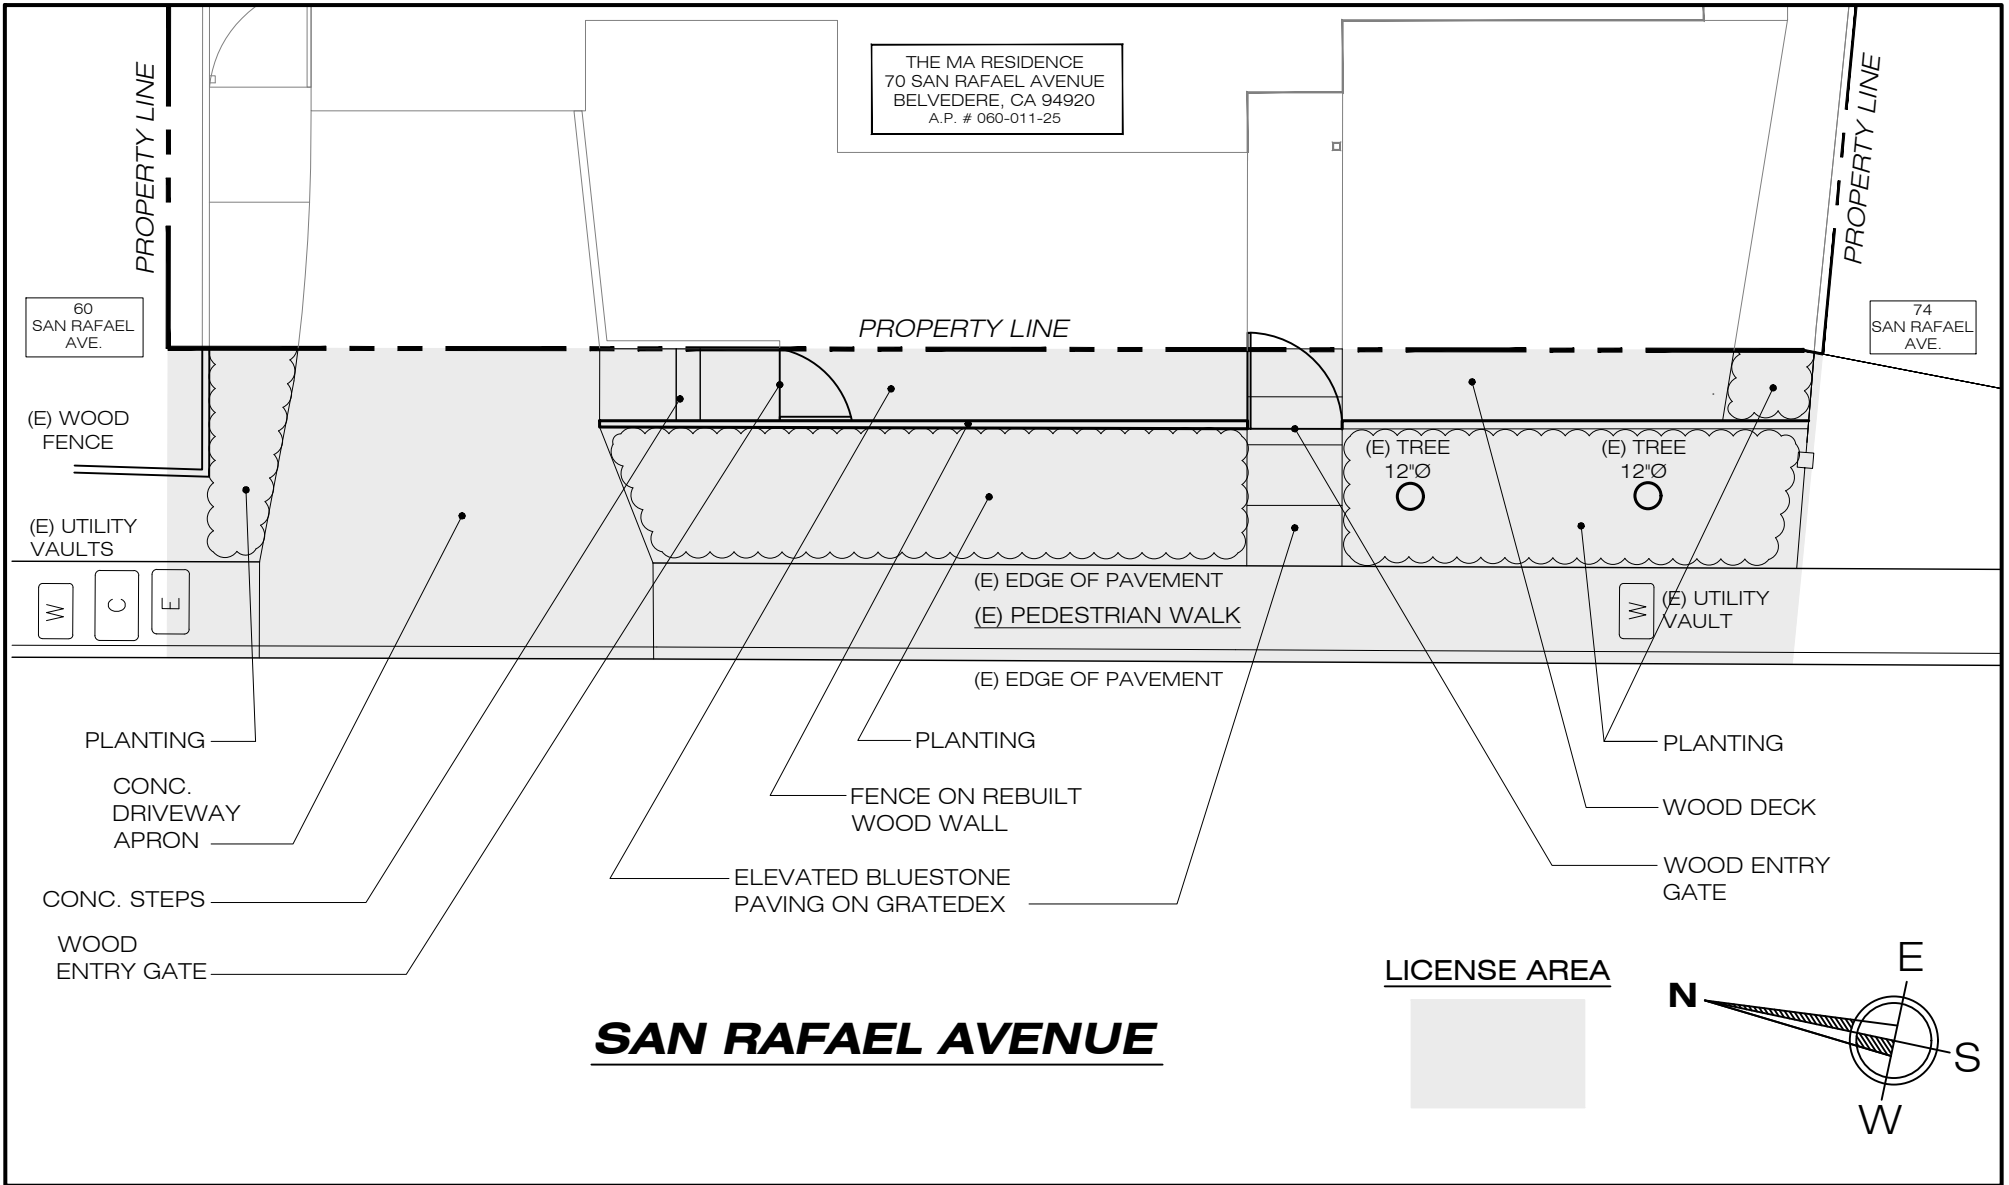 THE MA RESIDENCE
70 SAN RAFAEL AVENUE
BELVEDERE, CA 94920
A.P. # 060-011-25
PROPERTY LINE
PROPERTY LINE
PROPERTY LINE
60
SAN RAFAEL
AVE.
74
SAN RAFAEL
AVE.
(E) WOOD
FENCE
(E) TREE
12"Ø
(E) TREE
12"Ø
(E) UTILITY
VAULTS
W
C
E
(E) EDGE OF PAVEMENT
(E) PEDESTRIAN WALK
W
(E) UTILITY
VAULT
(E) EDGE OF PAVEMENT
PLANTING
CONC.
DRIVEWAY
APRON
CONC. STEPS
WOOD
ENTRY GATE
PLANTING
FENCE ON REBUILT
WOOD WALL
ELEVATED BLUESTONE
PAVING ON GRATEDEX
PLANTING
WOOD DECK
WOOD ENTRY
GATE
SAN RAFAEL AVENUE
LICENSE AREA
N
E
S
W